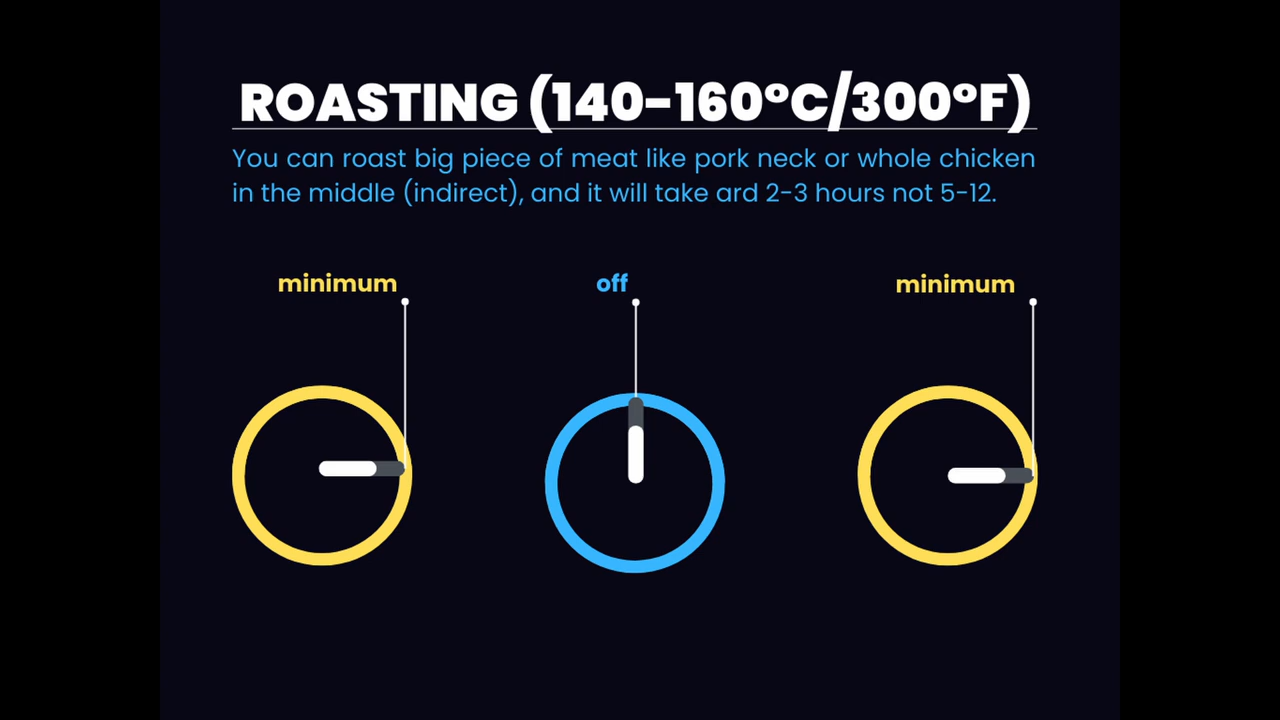 ROASTING (140-160°C/300°F)
You can roast big piece of meat like pork neck or whole chicken
in the middle (indirect), and it will take ard 2-3 hours not 5-12.
minimum
off
minimum